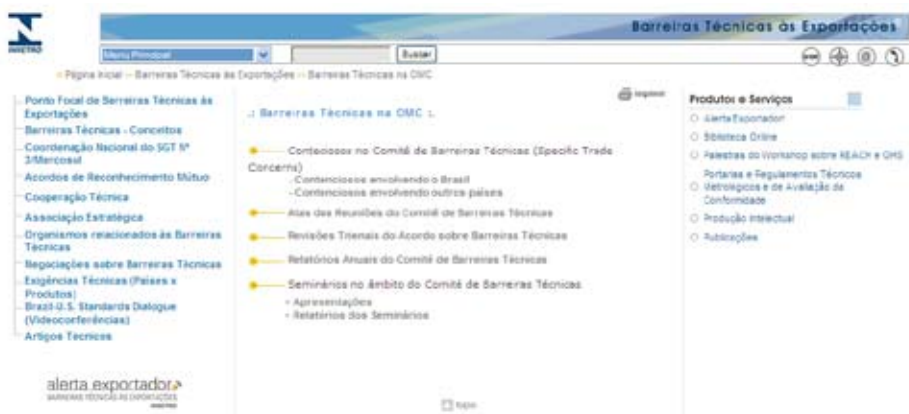 Barreiras Técnicas às Exportações
INMETRO
Menu Principal
Buscar
Página Inicial
Barreiras Técnicas às Exportações
Barreiras Técnicas na OMC
Ponto Focal de Barreiras Técnicas às
Exportações
Barreiras Técnicas - Conceitos
Coordenação Nacional do SGT Nº
3/Mercosul
Acordos de Reconhecimento Mútuo
Cooperação Técnica
Associação Estratégica
Organismos relacionados às Barreiras
Técnicas
Negociações sobre Barreiras Técnicas
Exigências Técnicas (Países x
Produtos)
Brazil-U.S. Standards Dialogue
(Videoconferências)
Artigos Técnicos
alerta exportador
BARREIRAS TÉCNICAS ÀS EXPORTAÇÕES
INMETRO
Imprimir
.: Barreiras Técnicas na OMC :.
Contenciosos no Comitê de Barreiras Técnicas (Specific Trade
Concerns)
- Contenciosos envolvendo o Brasil
- Contenciosos envolvendo outros países
Atas das Reuniões do Comitê de Barreiras Técnicas
Revisões Trienais do Acordo sobre Barreiras Técnicas
Relatórios Anuais do Comitê de Barreiras Técnicas
Seminários no âmbito do Comitê de Barreiras Técnicas
- Apresentações
- Relatórios dos Seminários
topo
Produtos e Serviços
Alerta Exportador!
Biblioteca Online
Palestras do Workshop sobre REACH e GHS
Portarias e Regulamentos Técnicos
Metrológicos e de Avaliação da
Conformidade
Produção Intelectual
Publicações